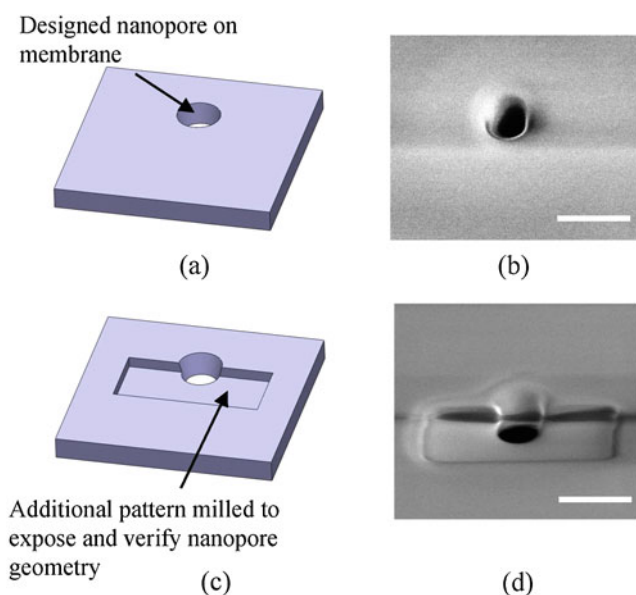 Designed nanopore on
membrane
(a)
(b)
Additional pattern milled to
expose and verify nanopore
geometry
(c)
(d)